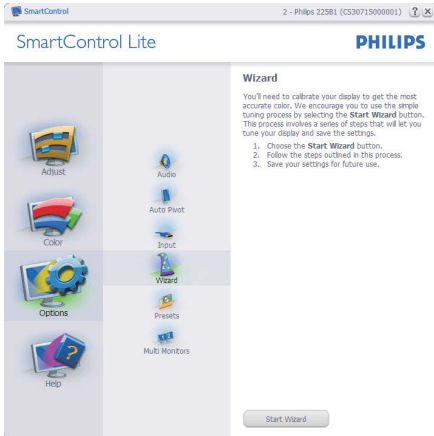 SmartControl
2 - Philips 225B1 (CS30715000001)
? X
SmartControl Lite
PHILIPS
Adjust
Color
Options
Help
Audio
Auto Pivot
Input
Wizard
Presets
Multi Monitors
Wizard
You'll need to calibrate your display to get the most
accurate color. We encourage you to use the simple
tuning process by selecting the Start Wizard button.
This process involves a series of steps that will let you
tune your display and save the settings.
1. Choose the Start Wizard button.
2. Follow the steps outlined in this process.
3. Save your settings for future use.
Start Wizard